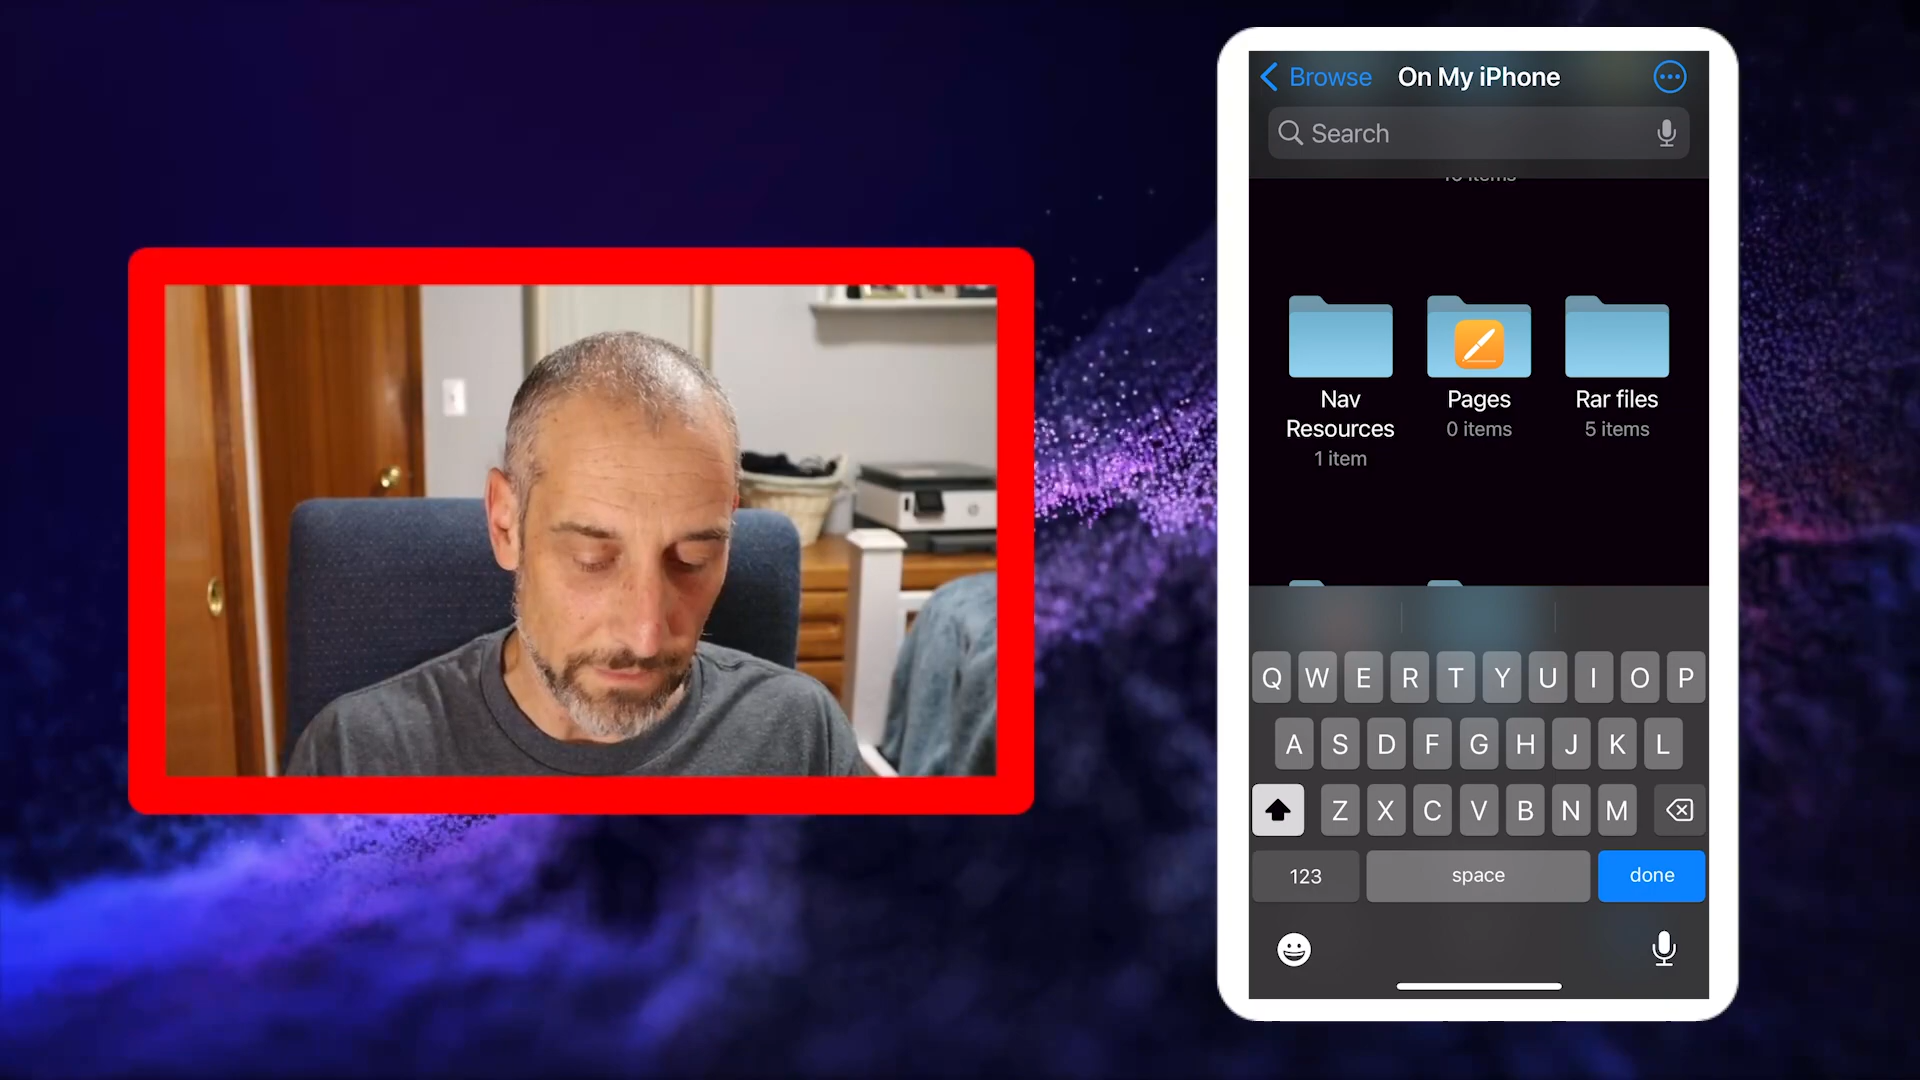 Browse On My iPhone
Search
Nav Resources
1 item
Pages
0 items
Rar files
5 items
Q W E R T Y U I O P
A S D F G H J K L
Z X C V B N M
123 space done